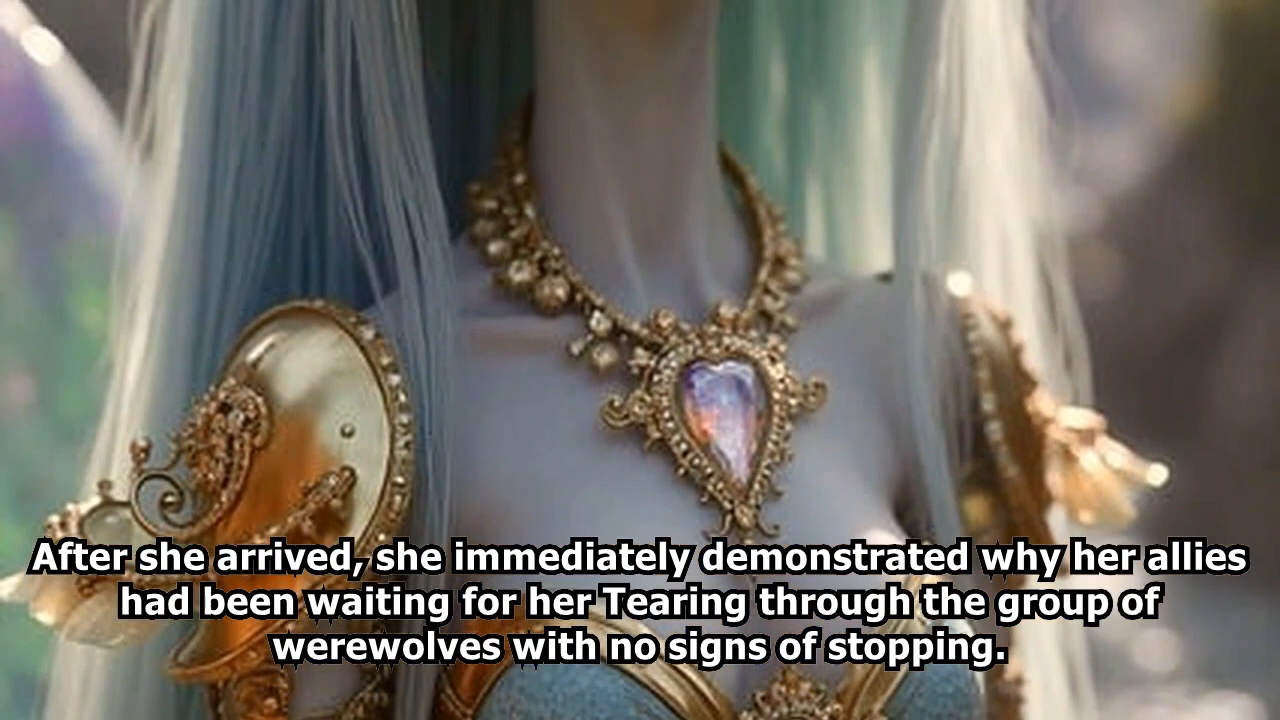 After she arrived, she immediately demonstrated why her allies
had been waiting for her Tearing through the group of
werewolves with no signs of stopping.